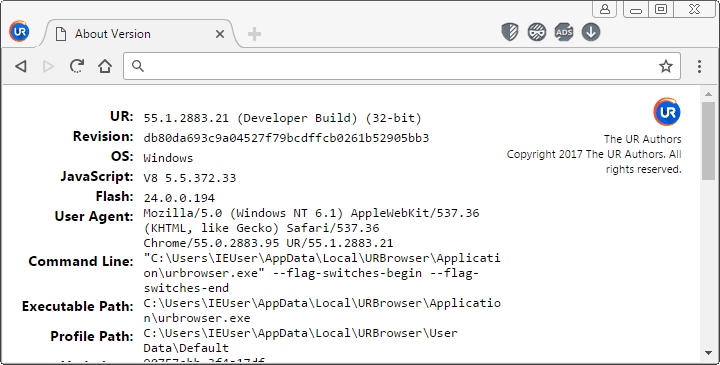 UR About Version
ADS
UR
UR: 55.1.2883.21 (Developer Build) (32-bit)
The UR Authors
Copyright 2017 The UR Authors. All
rights reserved.
Revision: db80da693c9a04527f79bcdffcb0261b52905bb3
OS: Windows
JavaScript: V8 5.5.372.33
Flash: 24.0.0.194
User Agent: Mozilla/5.0 (Windows NT 6.1) AppleWebKit/537.36
(KHTML, like Gecko) Safari/537.36
Chrome/55.0.2883.95 UR/55.1.2883.21
Command Line: "C:\Users\IEUser\AppData\Local\URBrowser\Applicati
on\urbrowser.exe" --flag-switches-begin --flag-
switches-end
Executable Path: C:\Users\IEUser\AppData\Local\URBrowser\Applicatio
n\urbrowser.exe
Profile Path: C:\Users\IEUser\AppData\Local\URBrowser\User
Data\Default